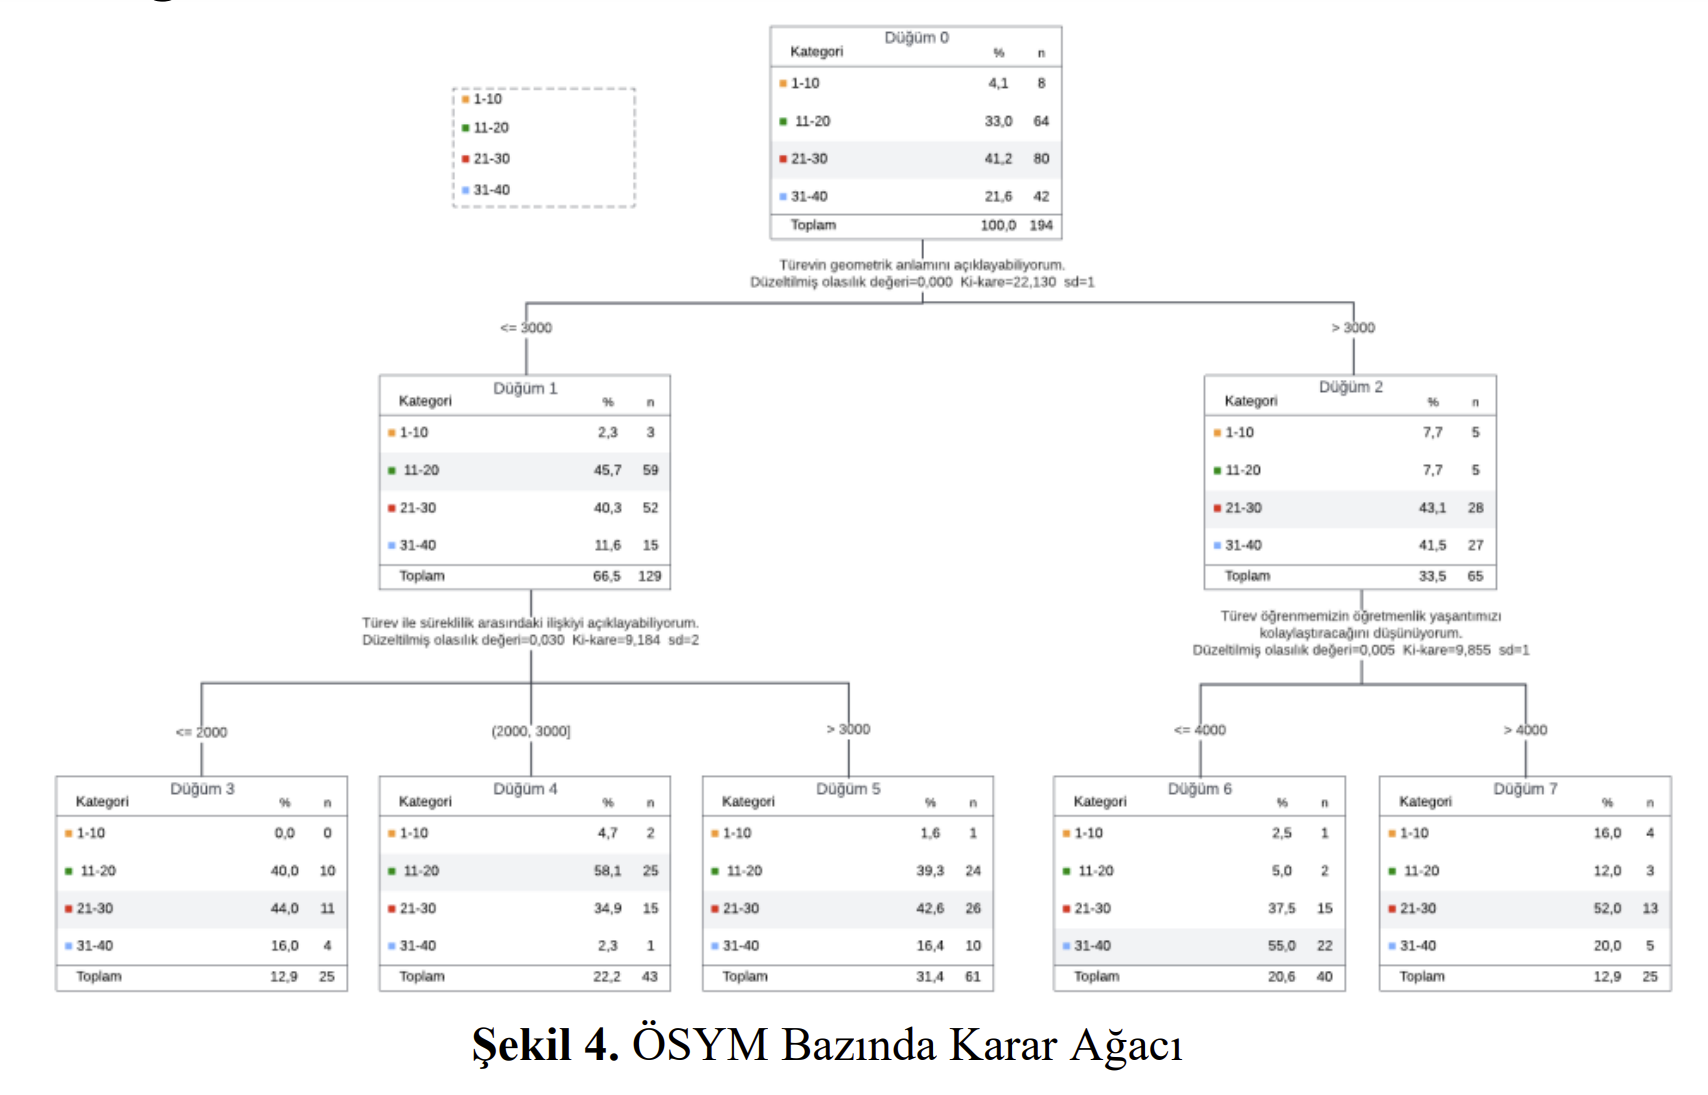 Düğüm 0
Kategori % n
1-10 4,1 8
11-20 33,0 64
21-30 41,2 80
31-40 21,6 42
Toplam 100,0 194
1-10
11-20
21-30
31-40
Türevin geometrik anlamını açıklayabiliyorum.
Düzeltilmiş olasılık değeri=0,000 Ki-kare=22,130 sd=1
<= 3000
> 3000
Düğüm 1
Kategori % n
1-10 2,3 3
11-20 45,7 59
21-30 40,3 52
31-40 11,6 15
Toplam 66,5 129
Düğüm 2
Kategori % n
1-10 7,7 5
11-20 7,7 5
21-30 43,1 28
31-40 41,5 27
Toplam 33,5 65
Türev ile süreklilik arasındaki ilişkiyi açıklayabiliyorum.
Düzeltilmiş olasılık değeri=0,030 Ki-kare=9,184 sd=2
Türev öğrenmemizin öğretmenlik yaşantımızı
kolaylaştıracağını düşünüyorum.
Düzeltilmiş olasılık değeri=0,005 Ki-kare=9,855 sd=1
<= 2000
(2000, 3000]
> 3000
<= 4000
> 4000
Düğüm 3
Kategori % n
1-10 0,0 0
11-20 40,0 10
21-30 44,0 11
31-40 16,0 4
Toplam 12,9 25
Düğüm 4
Kategori % n
1-10 4,7 2
11-20 58,1 25
21-30 34,9 15
31-40 2,3 1
Toplam 22,2 43
Düğüm 5
Kategori % n
1-10 1,6 1
11-20 39,3 24
21-30 42,6 26
31-40 16,4 10
Toplam 31,4 61
Düğüm 6
Kategori % n
1-10 2,5 1
11-20 5,0 2
21-30 37,5 15
31-40 55,0 22
Toplam 20,6 40
Düğüm 7
Kategori % n
1-10 16,0 4
11-20 12,0 3
21-30 52,0 13
31-40 20,0 5
Toplam 12,9 25
Şekil 4. ÖSYM Bazında Karar Ağacı